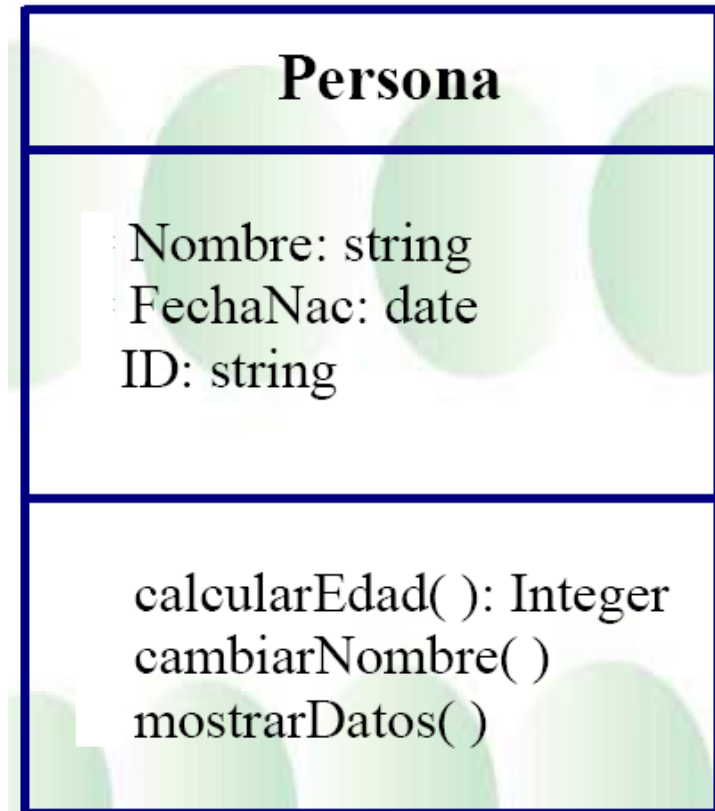 Persona
Nombre: string
FechaNac: date
ID: string
calcularEdad( ): Integer
cambiarNombre( )
mostrarDatos( )